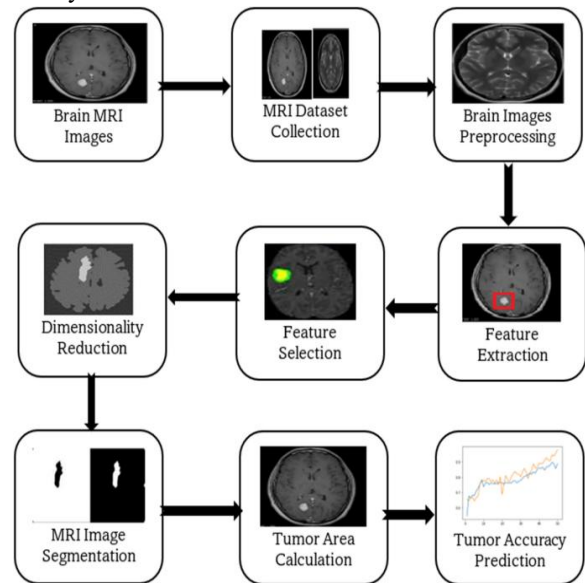 Brain MRI
Images
MRI Dataset
Collection
Brain Images
Preprocessing
Dimensionality
Reduction
Feature
Selection
Feature
Extraction
MRI Image
Segmentation
Tumor Area
Calculation
Tumor Accuracy
Prediction